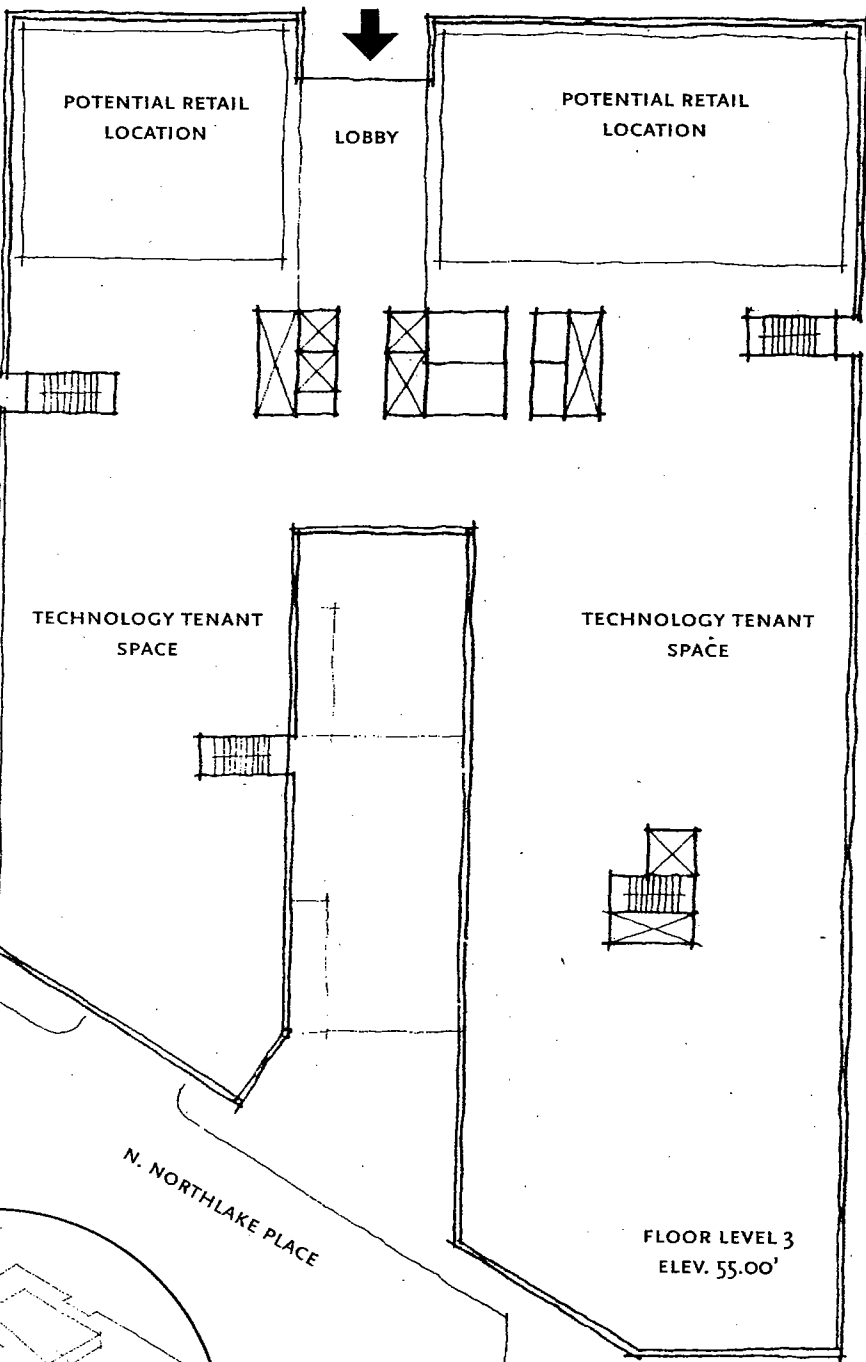 POTENTIAL RETAIL
LOCATION
LOBBY
POTENTIAL RETAIL
LOCATION
TECHNOLOGY TENANT
SPACE
TECHNOLOGY TENANT
SPACE
N. NORTHLAKE PLACE
FLOOR LEVEL 3
ELEV. 55.00'